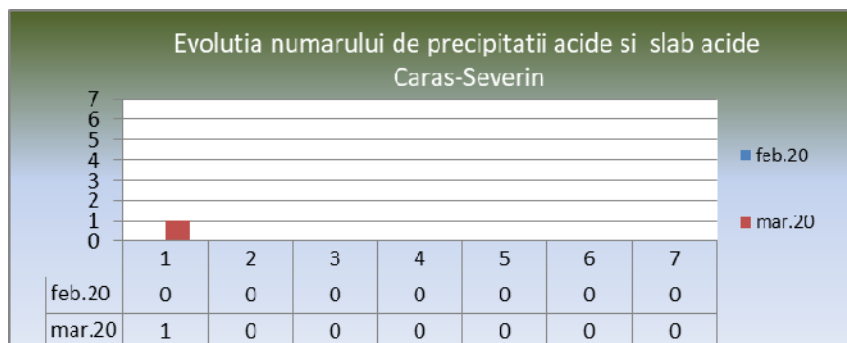 Evolutia numarului de precipitatii acide si slab acide
Caras-Severin
7
6
5
4
3
2
1
0
feb.20
mar.20
1 2 3 4 5 6 7
feb.20 0 0 0 0 0 0 0
mar.20 1 0 0 0 0 0 0